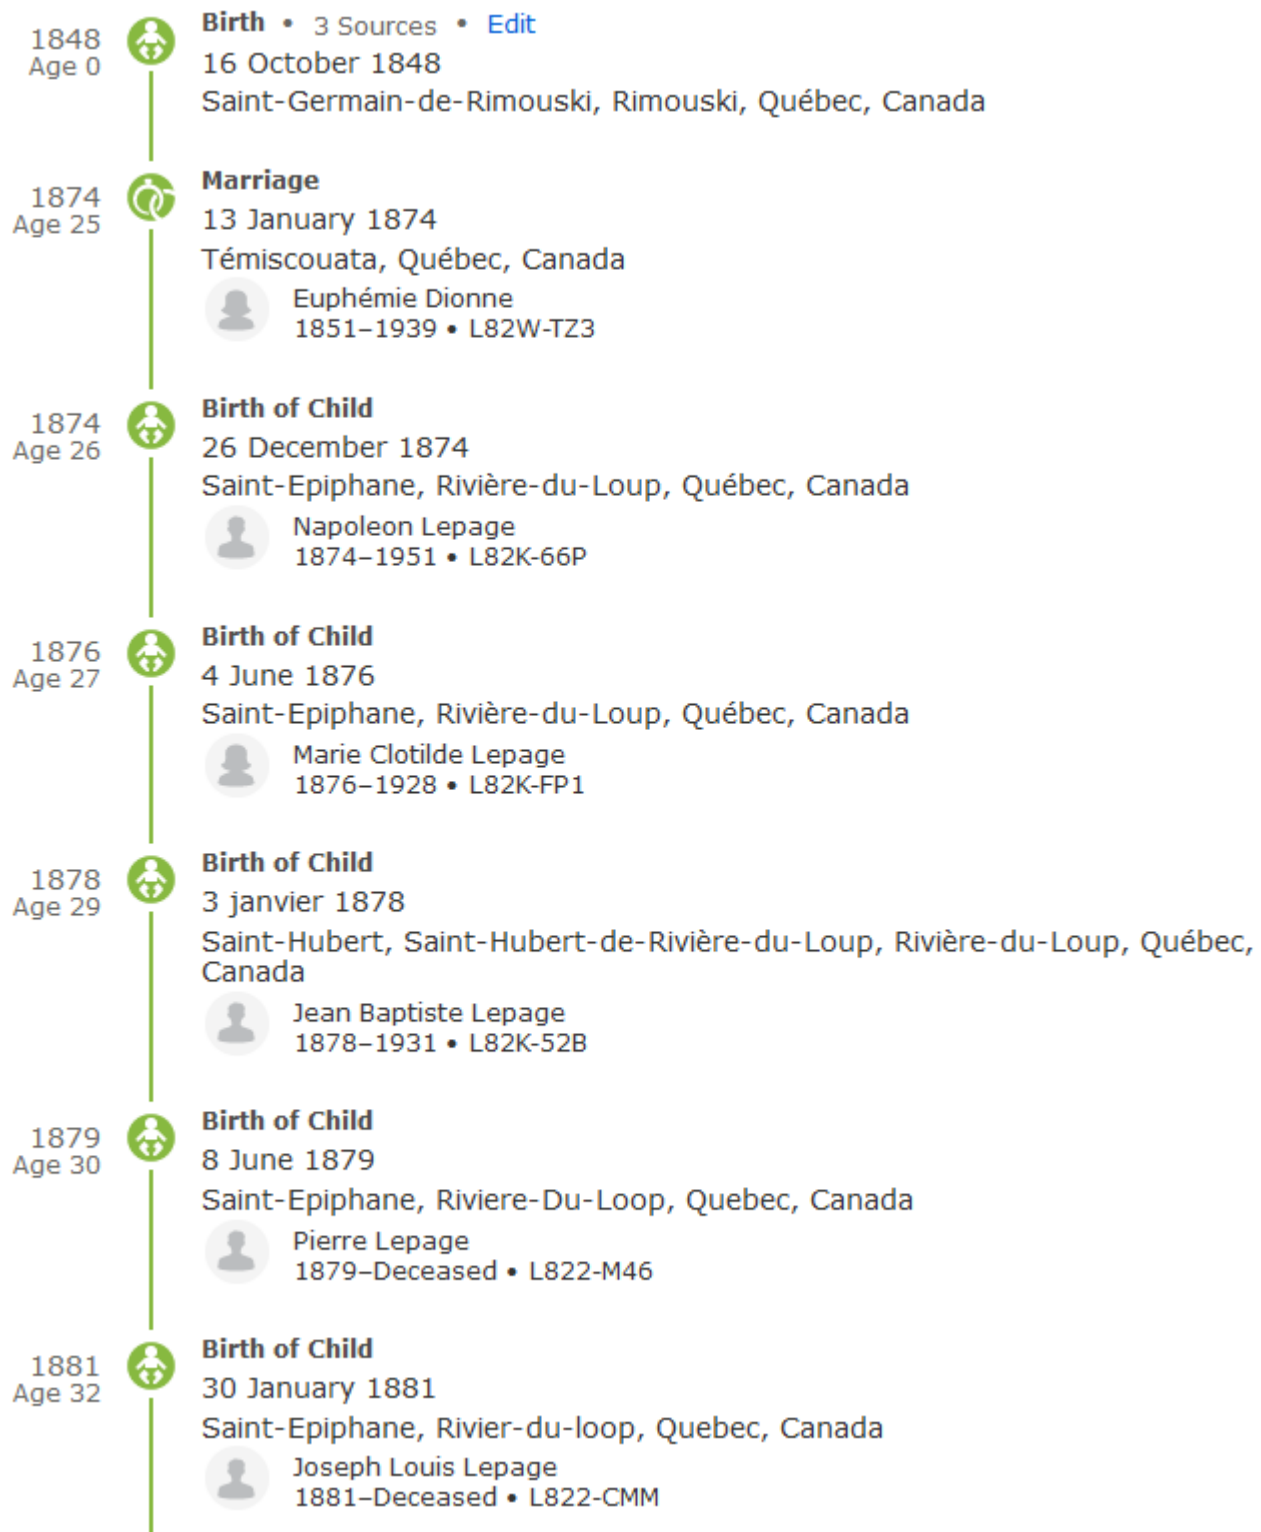 1848
Age 0
Birth • 3 Sources • Edit
16 October 1848
Saint-Germain-de-Rimouski, Rimouski, Québec, Canada
1874
Age 25
Marriage
13 January 1874
Témiscouata, Québec, Canada
Euphémie Dionne
1851–1939 • L82W-TZ3
1874
Age 26
Birth of Child
26 December 1874
Saint-Epiphane, Rivière-du-Loup, Québec, Canada
Napoleon Lepage
1874–1951 • L82K-66P
1876
Age 27
Birth of Child
4 June 1876
Saint-Epiphane, Rivière-du-Loup, Québec, Canada
Marie Clotilde Lepage
1876–1928 • L82K-FP1
1878
Age 29
Birth of Child
3 janvier 1878
Saint-Hubert, Saint-Hubert-de-Rivière-du-Loup, Rivière-du-Loup, Québec,
Canada
Jean Baptiste Lepage
1878–1931 • L82K-52B
1879
Age 30
Birth of Child
8 June 1879
Saint-Epiphane, Riviere-Du-Loop, Quebec, Canada
Pierre Lepage
1879–Deceased • L822-M46
1881
Age 32
Birth of Child
30 January 1881
Saint-Epiphane, Rivier-du-loop, Quebec, Canada
Joseph Louis Lepage
1881–Deceased • L822-CMM